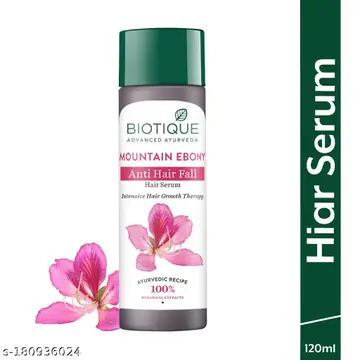 BIOTIQUE
ADVANCED AYURVEDA
MOUNTAIN EBONY
Anti Hair Fall
Hair Serum
Intensive Hair Growth Therapy
AYURVEDIC RECIPE
100%
BOTANICAL EXTRACTS
Hiar Serum
120ml
s-180936024